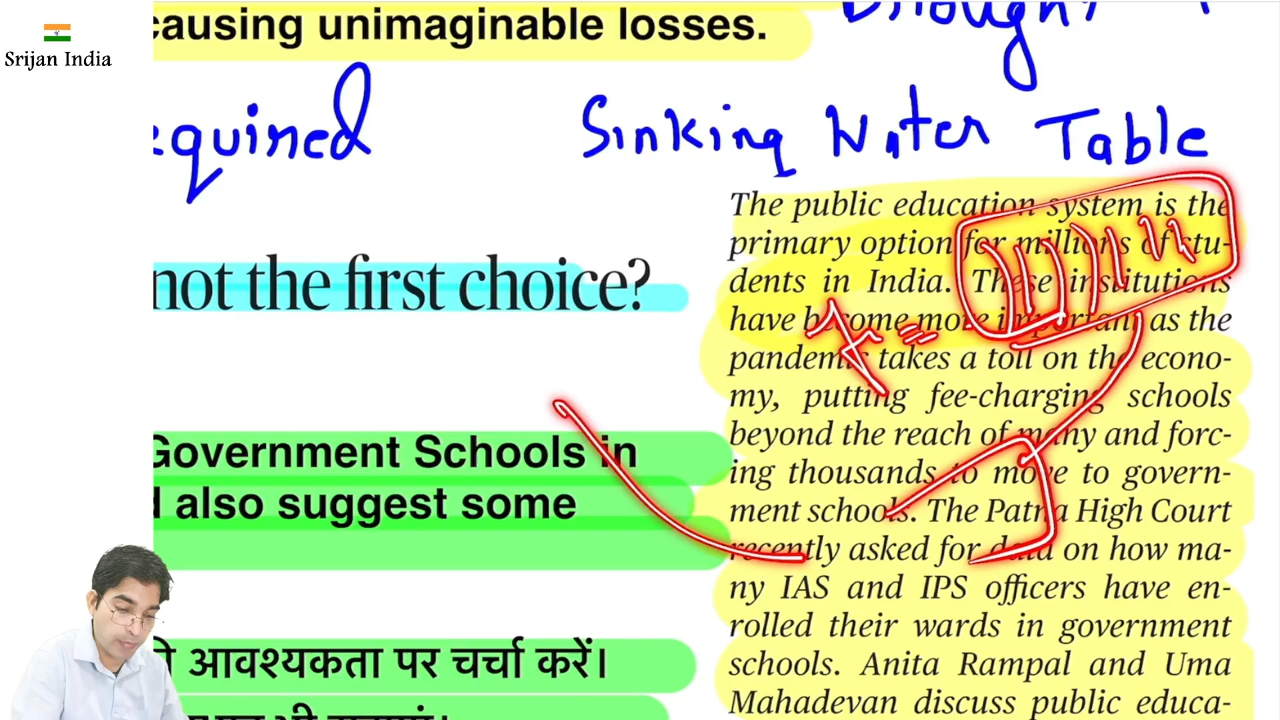 Srijan India
causing unimaginable losses.
equired
Sinking Water Table
not the first choice?
Government Schools in
d also suggest some
आवश्यकता पर चर्चा करें।
The public education system is the
primary option for millions of stu-
dents in India. These institutions
have become more important as the
pandemic takes a toll on the econo-
my, putting fee-charging schools
beyond the reach of many and forc-
ing thousands to move to govern-
ment schools. The Patna High Court
recently asked for data on how ma-
ny IAS and IPS officers have en-
rolled their wards in government
schools. Anita Rampal and Uma
Mahadevan discuss public educa-